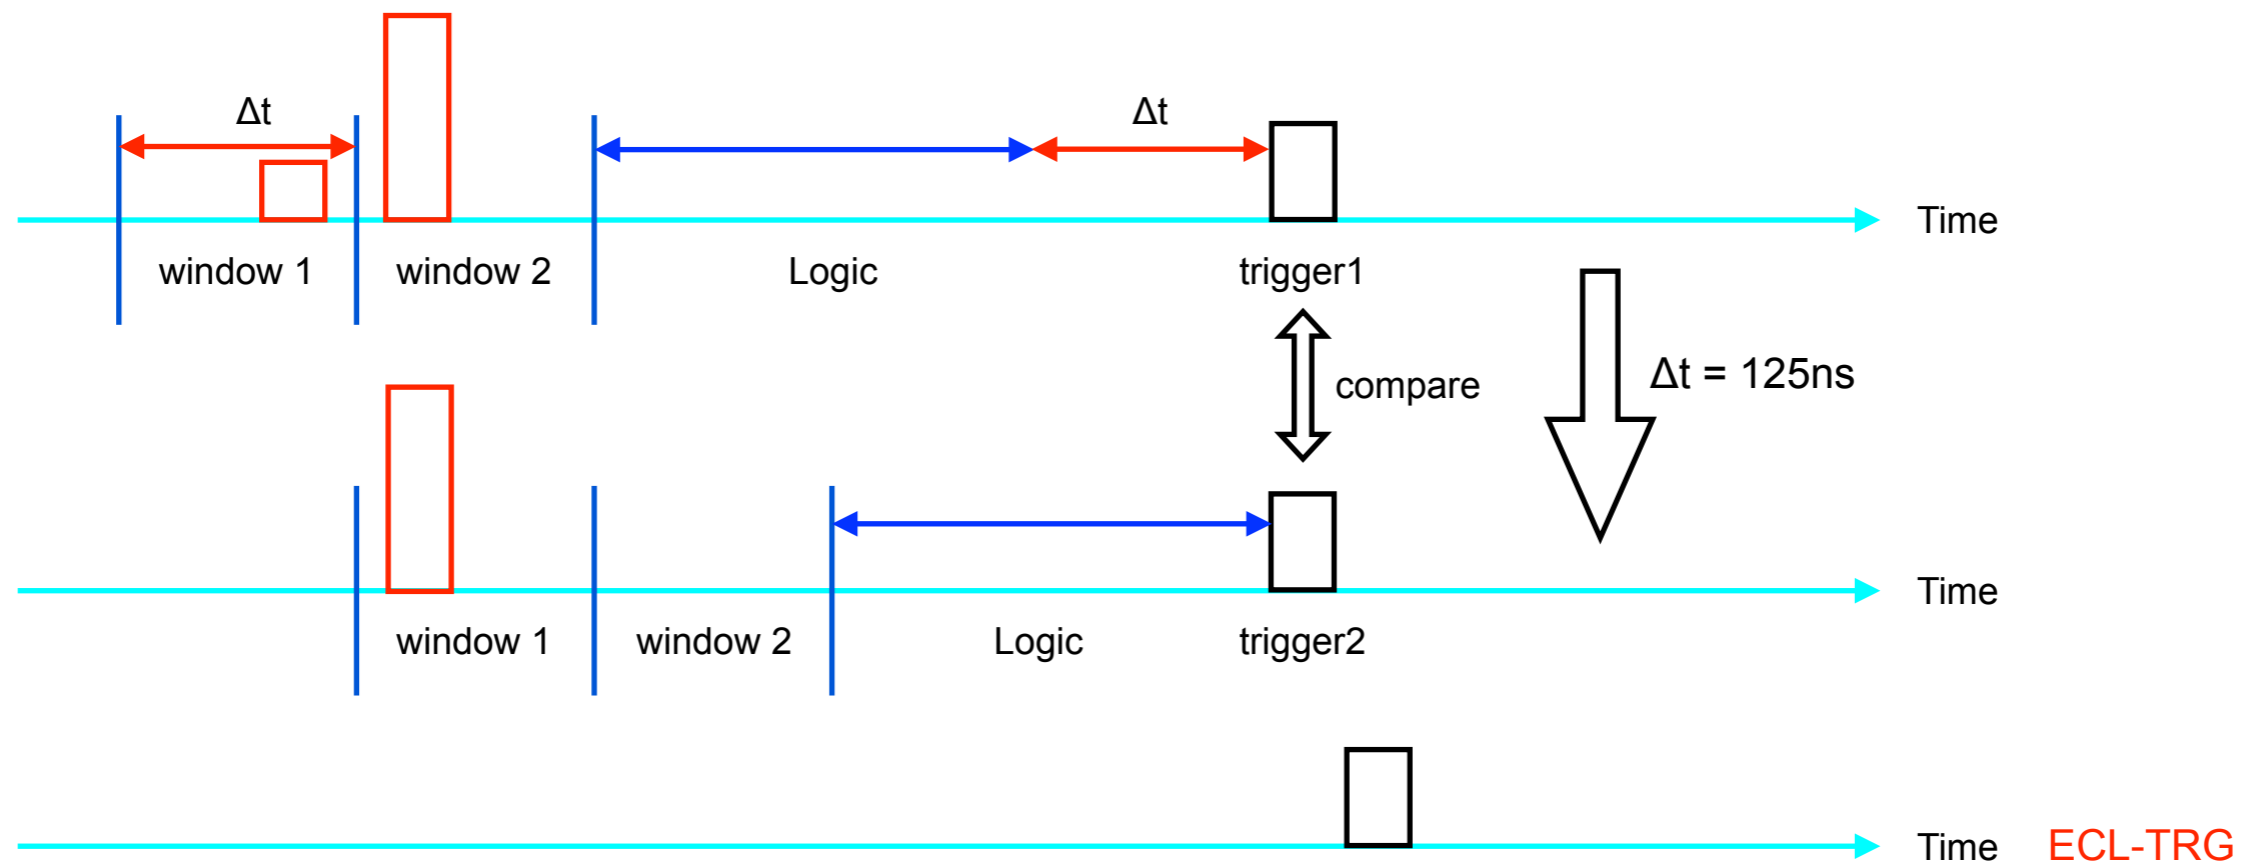 Δt
Δt
Time
window 1
window 2
Logic
trigger1
compare
Δt = 125ns
Time
window 1
window 2
Logic
trigger2
Time
ECL-TRG